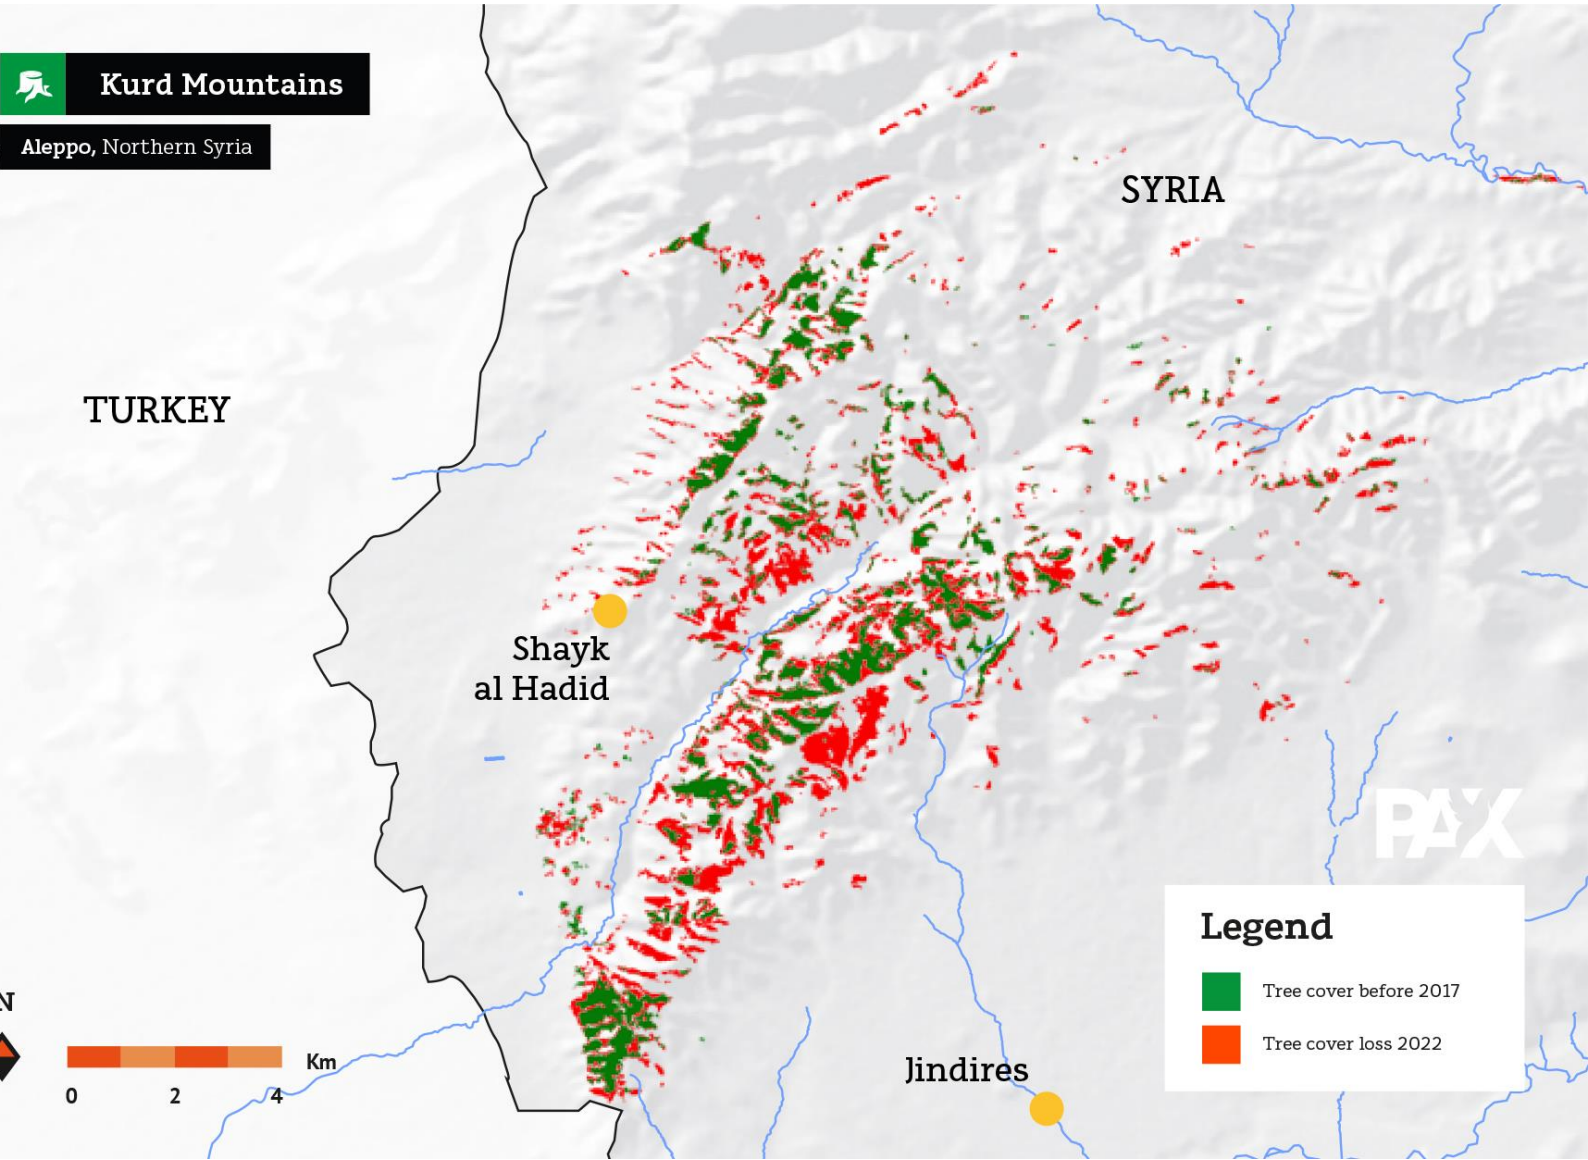 Kurd Mountains
Aleppo, Northern Syria
SYRIA
TURKEY
Shayk
al Hadid
PAX
Legend
Tree cover before 2017
Tree cover loss 2022
N
Km
0 2 4
Jindires